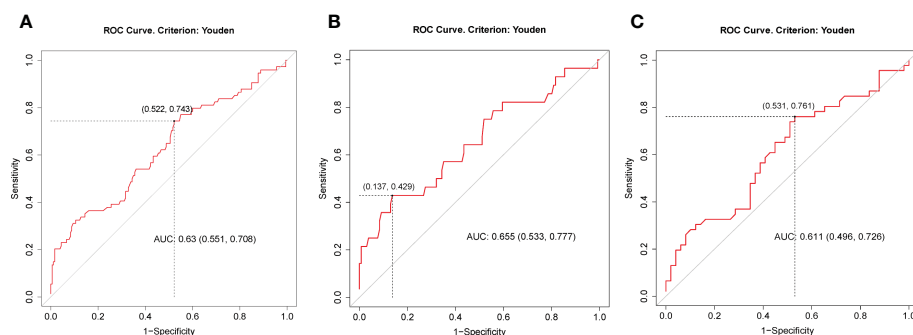 A
ROC Curve. Criterion: Youden
Sensitivity
1.0
0.8
0.6
0.4
0.2
0.0
(0.522, 0.743)
AUC: 0.63 (0.551, 0.708)
0.0 0.2 0.4 0.6 0.8 1.0
1−Specificity
B
ROC Curve. Criterion: Youden
Sensitivity
1.0
0.8
0.6
0.4
0.2
0.0
(0.137, 0.429)
AUC: 0.655 (0.533, 0.777)
0.0 0.2 0.4 0.6 0.8 1.0
1−Specificity
C
ROC Curve. Criterion: Youden
Sensitivity
1.0
0.8
0.6
0.4
0.2
0.0
(0.531, 0.761)
AUC: 0.611 (0.496, 0.726)
0.0 0.2 0.4 0.6 0.8 1.0
1−Specificity